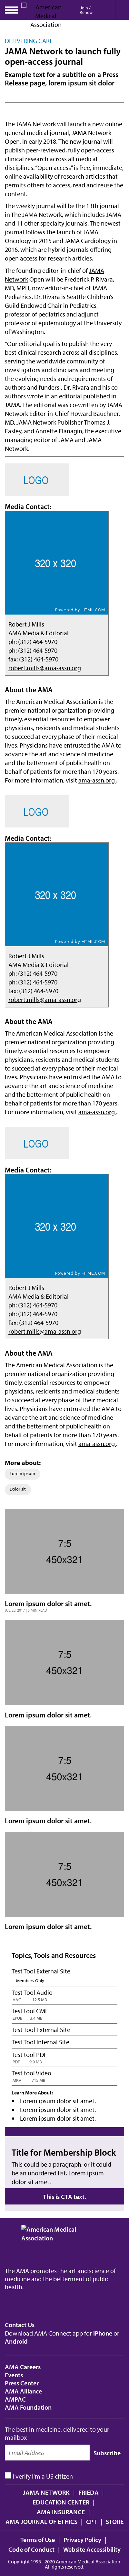 American
Medical
Association
Join /
Renew
DELIVERING CARE
JAMA Network to launch fully
open-access journal
Example text for a subtitle on a Press
Release page, lorem ipsum sit dolor
JAMA Network will launch a new online
only general medical journal, JAMA Network
Open, in early 2018. The new journal will
publish peer-reviewed, fully open-access
clinical research across all medical
disciplines. “Open access” is free, immediate,
and available online without cost to all
readers and researchers.
The weekly journal will be the 13th journal
in The JAMA Network, which includes JAMA
and 11 other specialty journals. The newest
journal follows the launch of JAMA
Oncology in 2015 and JAMA Cardiology in
2016, which are hybrid journals offering
open access for research articles.
The founding editor-in-chief of JAMA
Network Open will be Frederick P. Rivara,
MD, MPH, former editor-in-chief of JAMA
Pediatrics. Dr. Rivara is Seattle Children's
Guild Endowed Chair in Pediatrics,
professor of pediatrics and adjunct
professor of epidemiology at the University
of Washington.
“Our editorial goal is to publish the very
best clinical research across all disciplines,
including studies with important results for
patients that advance the state of
knowledge in a field and are rigorously
conducted and fairly interpreted in the
context of the existing literature and health
needs and futures”, Dr. Rivara and his co-
authors wrote in an editorial published in
JAMA. The editorial was co-written by JAMA
Network Editor-in-Chief Howard Bauchner,
MD, JAMA Network Publisher Thomas J.
Easley, and Annette Flanagin, the executive
managing editor of JAMA and JAMA
Network.
LOGO
Media Contact:
320 x 320
Powered by HTML.COM
Robert J Mills
AMA Media & Editorial
ph: (312) 464-5970
ph: (312) 464-5970
fax: (312) 464-5970
robert.mills@ama-assn.org
About the AMA
The American Medical Association is the
premier national organization providing
timely, essential resources to empower
physicians, residents and medical students
to succeed at every phase of their medical
lives. Physicians have entrusted the AMA to
advance the art and science of medicine
and the betterment of public health on
behalf of patients for more than 170 years.
For more information, visit ama-assn.org .
LOGO
Media Contact:
320 x 320
Powered by HTML.COM
Robert J Mills
AMA Media & Editorial
ph: (312) 464-5970
ph: (312) 464-5970
fax: (312) 464-5970
robert.mills@ama-assn.org
About the AMA
The American Medical Association is the
premier national organization providing
timely, essential resources to empower
physicians, residents and medical students
to succeed at every phase of their medical
lives. Physicians have entrusted the AMA to
advance the art and science of medicine
and the betterment of public health on
behalf of patients for more than 170 years.
For more information, visit ama-assn.org .
LOGO
Media Contact:
320 x 320
Powered by HTML.COM
Robert J Mills
AMA Media & Editorial
ph: (312) 464-5970
ph: (312) 464-5970
fax: (312) 464-5970
robert.mills@ama-assn.org
About the AMA
The American Medical Association is the
premier national organization providing
timely, essential resources to empower
physicians, residents and medical students
to succeed at every phase of their medical
lives. Physicians have entrusted the AMA to
advance the art and science of medicine
and the betterment of public health on
behalf of patients for more than 170 years.
For more information, visit ama-assn.org .
More about:
Lorem ipsum
Dolor sit
7:5
450x321
Lorem ipsum dolor sit amet.
JUL 28, 2017 | 5 MIN READ
7:5
450x321
Lorem ipsum dolor sit amet.
7:5
450x321
Lorem ipsum dolor sit amet.
7:5
450x321
Lorem ipsum dolor sit amet.
Topics, Tools and Resources
Test Tool External Site
Members Only
Test Tool Audio
.AAC 12.5 MB
Test tool CME
.EPUB 3.4 MB
Test Tool External Site
Test Tool Internal Site
Test tool PDF
.PDF 9.9 MB
Test tool Video
.MKV 715 MB
Learn More About:
Lorem ipsum dolor sit amet.
Lorem ipsum dolor sit amet.
Lorem ipsum dolor sit amet.
Title for Membership Block
This could be a paragraph, or it could
be an unordered list. Lorem ipsum
dolor sit amet.
This is CTA text.
American Medical
Association
The AMA promotes the art and science of
medicine and the betterment of public
health.
Contact Us
Download AMA Connect app for iPhone or
Android
AMA Careers
Events
Press Center
AMA Alliance
AMPAC
AMA Foundation
The best in medicine, delivered to your
mailbox
Email Address
Subscribe
I verify I'm a US citizen
JAMA NETWORK | FRIEDA |
EDUCATION CENTER |
AMA INSURANCE |
AMA JOURNAL OF ETHICS | CPT | STORE
Terms of Use | Privacy Policy |
Code of Conduct | Website Accessibility
Copyright 1995 - 2020 American Medical Association.
All rights reserved.